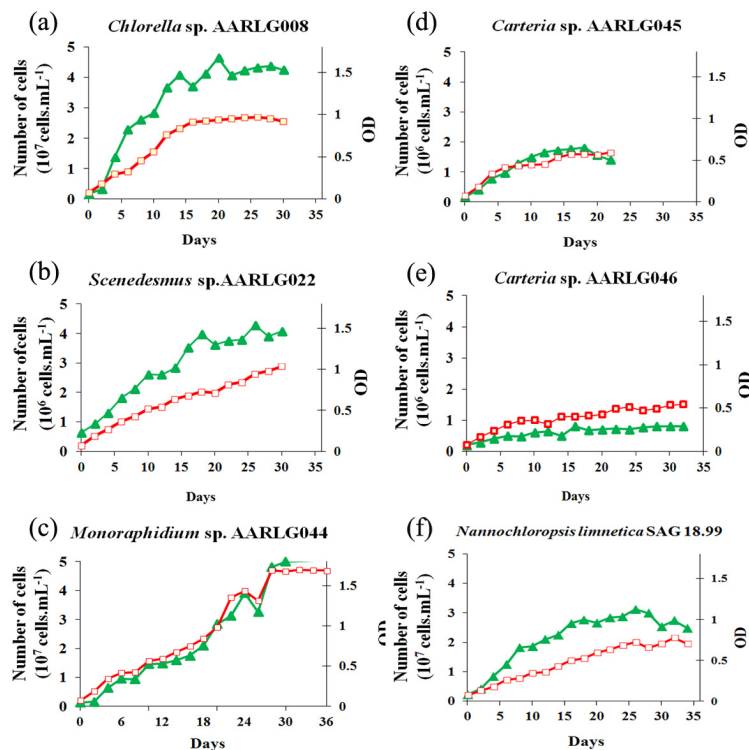 (a)
Chlorella sp. AARLG008
Number of cells
(10⁷ cells.mL⁻¹)
5
4
3
2
1
0
1.5
1
0.5
0
OD
0 5 10 15 20 25 30 35
Days
(d)
Carteria sp. AARLG045
Number of cells
(10⁶ cells.mL⁻¹)
5
4
3
2
1
0
1.5
1
0.5
0
OD
0 5 10 15 20 25 30 35
Days
(b)
Scenedesmus sp.AARLG022
Number of cells
(10⁶ cells.mL⁻¹)
5
4
3
2
1
0
1.5
1
0.5
0
OD
0 5 10 15 20 25 30 35
Days
(e)
Carteria sp. AARLG046
Number of cells
(10⁶ cells.mL⁻¹)
5
4
3
2
1
0
1.5
1
0.5
0
OD
0 5 10 15 20 25 30 35
Days
(c)
Monoraphidium sp. AARLG044
Number of cells
(10⁷ cells.mL⁻¹)
5
4
3
2
1
0
1.5
1
0.5
0
OD
0 6 12 18 20 24 30 36
Days
(f)
Nannochloropsis limnetica SAG 18.99
Number of cells
(10⁷ cells.mL⁻¹)
5
4
3
2
1
0
1.5
1
0.5
0
OD
0 5 10 15 20 25 30 35
Days